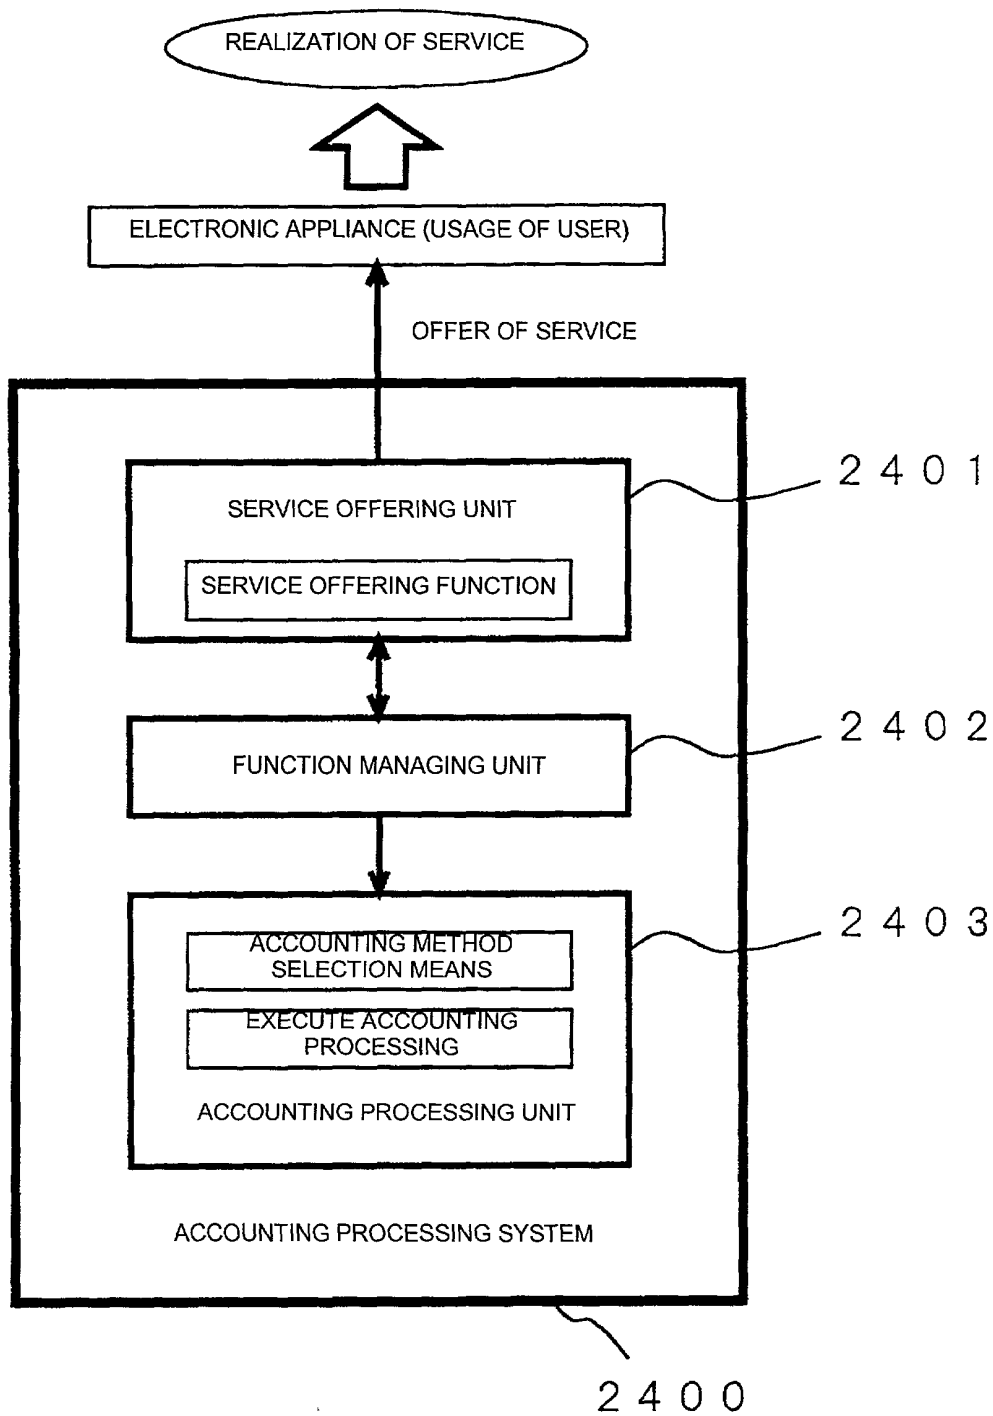 REALIZATION OF SERVICE
ELECTRONIC APPLIANCE (USAGE OF USER)
OFFER OF SERVICE
2401
SERVICE OFFERING UNIT
SERVICE OFFERING FUNCTION
2402
FUNCTION MANAGING UNIT
2403
ACCOUNTING METHOD
SELECTION MEANS
EXECUTE ACCOUNTING
PROCESSING
ACCOUNTING PROCESSING UNIT
ACCOUNTING PROCESSING SYSTEM
2400